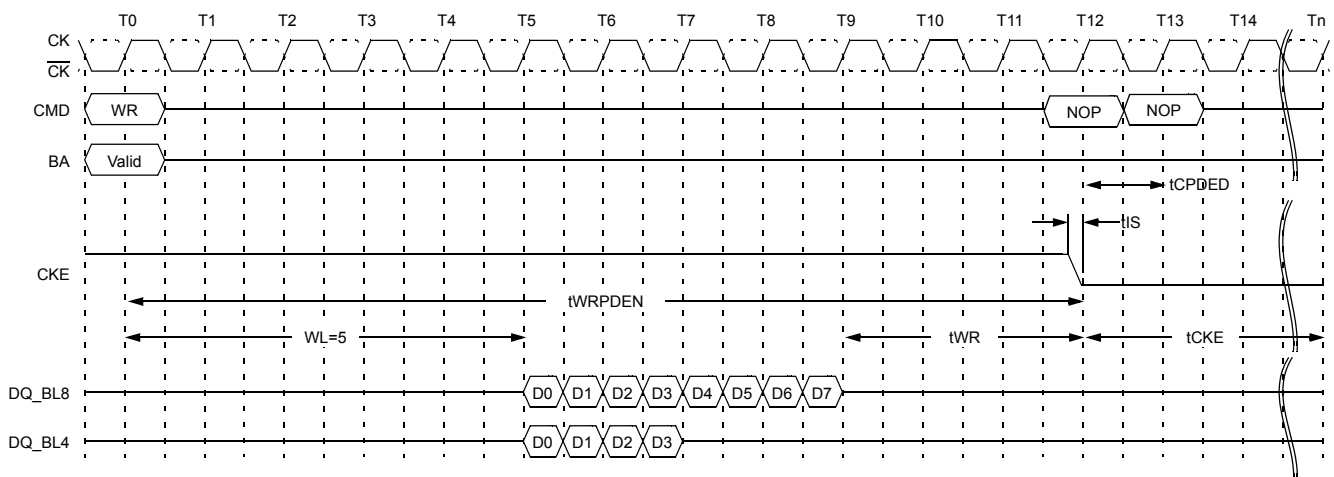 T0 T1 T2 T3 T4 T5 T6 T7 T8 T9 T10 T11 T12 T13 T14 Tn
CK
CK
CMD WR NOP NOP
BA Valid
tCPDED
tIS
CKE
tWRPDEN
WL=5 tWR tCKE
DQ_BL8 D0 D1 D2 D3 D4 D5 D6 D7
DQ_BL4 D0 D1 D2 D3